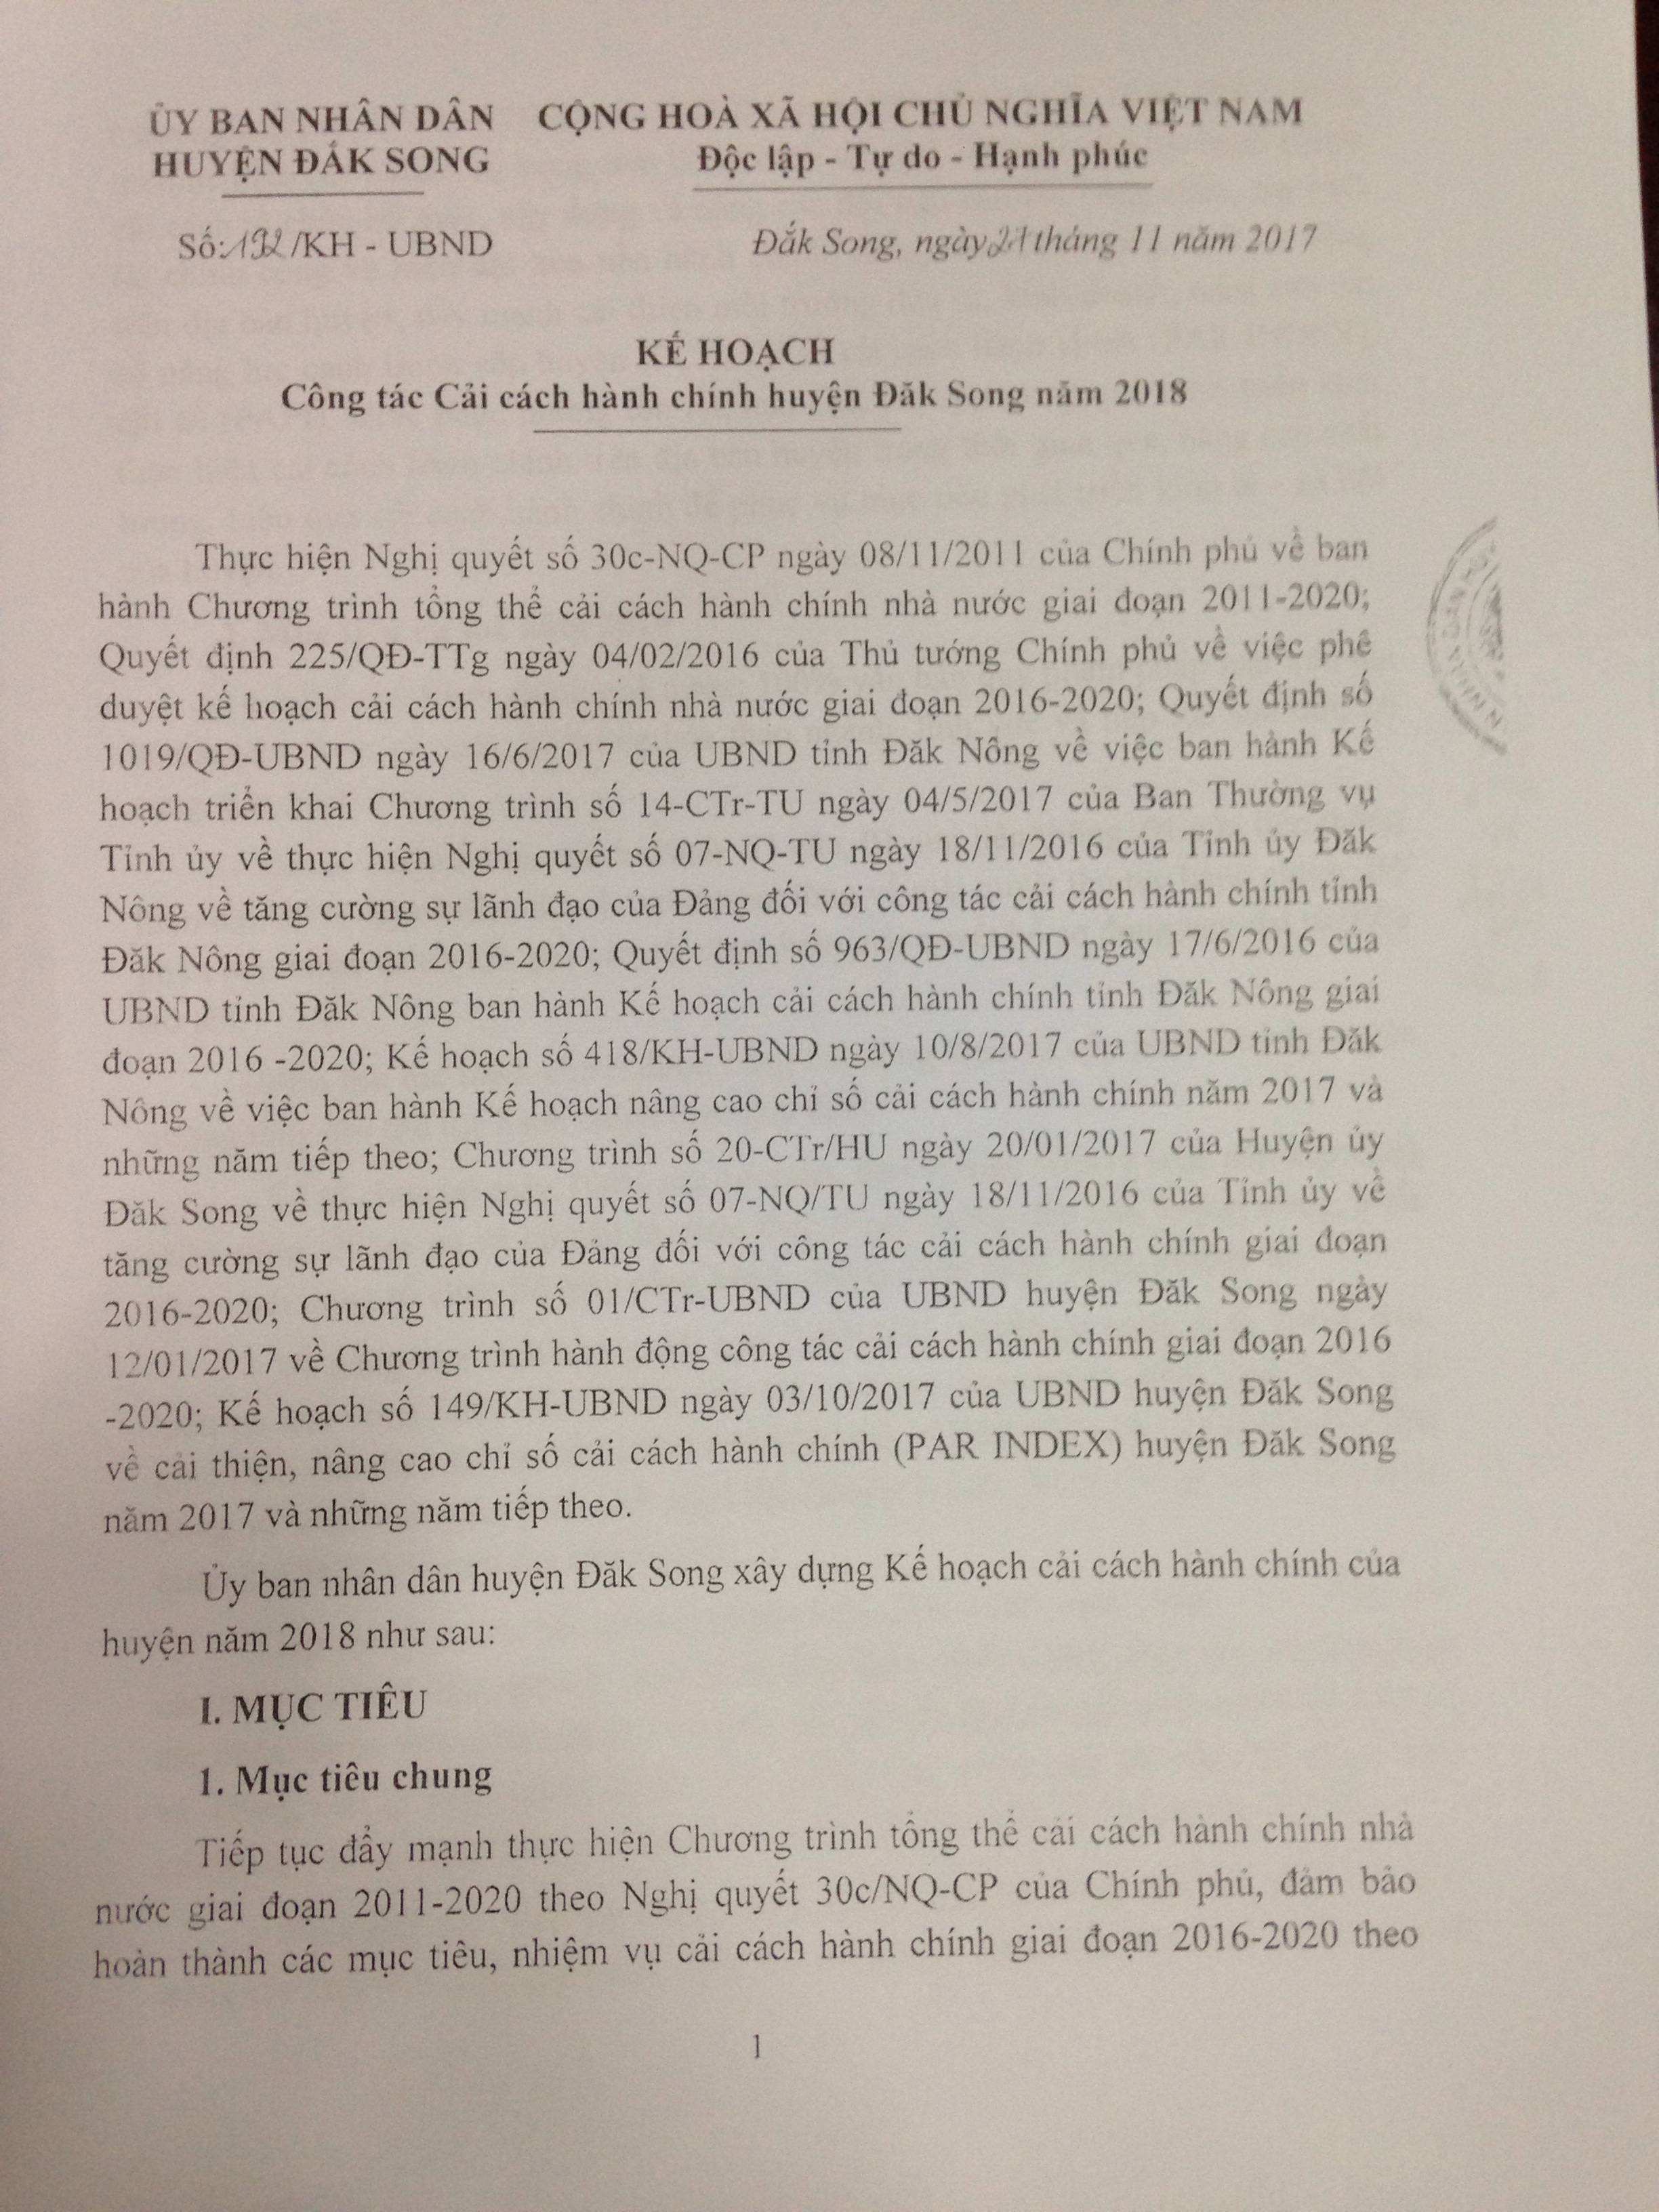 ỦY BAN NHÂN DÂN
HUYỆN ĐẮK SONG
CỘNG HOÀ XÃ HỘI CHỦ NGHĨA VIỆT NAM
Độc lập - Tự do - Hạnh phúc
Số: 192 /KH - UBND
Đắk Song, ngày tháng 11 năm 2017
KẾ HOẠCH
Công tác Cải cách hành chính huyện Đăk Song năm 2018
Thực hiện Nghị quyết số 30c-NQ-CP ngày 08/11/2011 của Chính phủ về ban
hành Chương trình tổng thể cải cách hành chính nhà nước giai đoạn 2011-2020;
Quyết định 225/QĐ-TTg ngày 04/02/2016 của Thủ tướng Chính phủ về việc phê
duyệt kế hoạch cải cách hành chính nhà nước giai đoạn 2016-2020; Quyết định số
1019/QĐ-UBND ngày 16/6/2017 của UBND tỉnh Đăk Nông về việc ban hành Kế
hoạch triển khai Chương trình số 14-CTr-TU ngày 04/5/2017 của Ban Thường vụ
Tỉnh ủy về thực hiện Nghị quyết số 07-NQ-TU ngày 18/11/2016 của Tỉnh ủy Đăk
Nông về tăng cường sự lãnh đạo của Đảng đối với công tác cải cách hành chính tỉnh
Đăk Nông giai đoạn 2016-2020; Quyết định số 963/QĐ-UBND ngày 17/6/2016 của
UBND tỉnh Đăk Nông ban hành Kế hoạch cải cách hành chính tỉnh Đăk Nông giai
đoạn 2016 -2020; Kế hoạch số 418/KH-UBND ngày 10/8/2017 của UBND tỉnh Đăk
Nông về việc ban hành Kế hoạch nâng cao chỉ số cải cách hành chính năm 2017 và
những năm tiếp theo; Chương trình số 20-CTr/HU ngày 20/01/2017 của Huyện ủy
Đăk Song về thực hiện Nghị quyết số 07-NQ/TU ngày 18/11/2016 của Tỉnh ủy về
tăng cường sự lãnh đạo của Đảng đối với công tác cải cách hành chính giai đoạn
2016-2020; Chương trình số 01/CTr-UBND của UBND huyện Đăk Song ngày
12/01/2017 về Chương trình hành động công tác cải cách hành chính giai đoạn 2016
-2020; Kế hoạch số 149/KH-UBND ngày 03/10/2017 của UBND huyện Đăk Song
về cải thiện, nâng cao chỉ số cải cách hành chính (PAR INDEX) huyện Đăk Song
năm 2017 và những năm tiếp theo.
Ủy ban nhân dân huyện Đăk Song xây dựng Kế hoạch cải cách hành chính của
huyện năm 2018 như sau:
I. MỤC TIÊU
1. Mục tiêu chung
Tiếp tục đẩy mạnh thực hiện Chương trình tổng thể cải cách hành chính nhà
nước giai đoạn 2011-2020 theo Nghị quyết 30c/NQ-CP của Chính phủ, đảm bảo
hoàn thành các mục tiêu, nhiệm vụ cải cách hành chính giai đoạn 2016-2020 theo
1